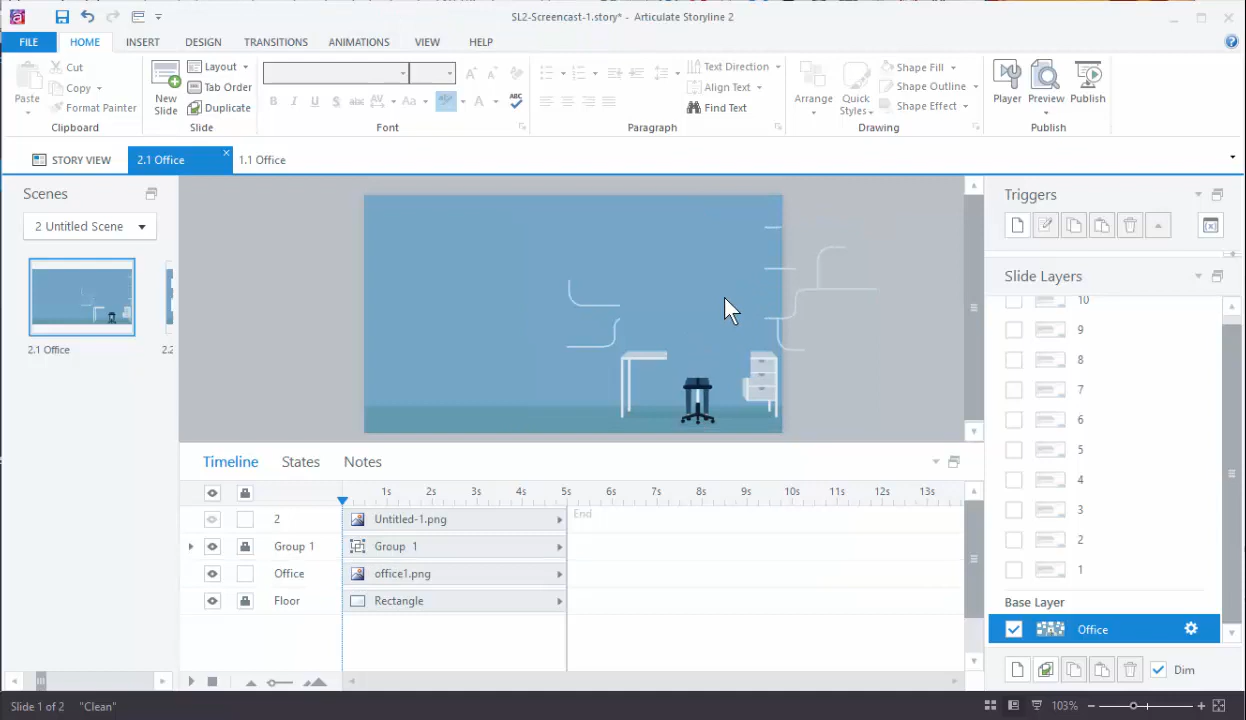 SL2-Screencast-1.story* - Articulate Storyline 2
FILE HOME INSERT DESIGN TRANSITIONS ANIMATIONS VIEW HELP
Paste
Cut
Copy
Format Painter
Clipboard
New Slide
Layout
Tab Order
Duplicate
Slide
B I U S abc AV Aa A ABC
Font
Text Direction
Align Text
Find Text
Paragraph
Arrange
Quick Styles
Shape Fill
Shape Outline
Shape Effect
Drawing
Player
Preview
Publish
Publish
STORY VIEW 2.1 Office 1.1 Office
Scenes
2 Untitled Scene
2.1 Office
2.2
Triggers
Slide Layers
10
9
8
7
6
5
4
3
2
1
Base Layer
Office
Dim
Timeline States Notes
1s 2s 3s 4s 5s 6s 7s 8s 9s 10s 11s 12s 13s
2 Untitled-1.png End
Group 1 Group 1
Office office1.png
Floor Rectangle
Slide 1 of 2 "Clean" 103%